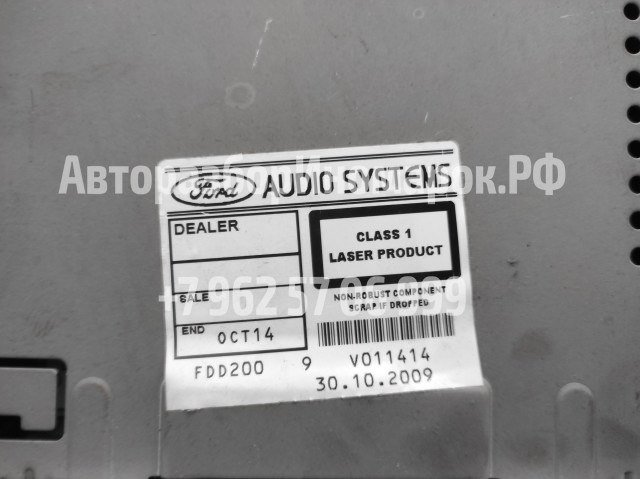 Ford AUDIO SYSTEMS
DEALER
CLASS 1
LASER PRODUCT
SALE
NON-ROBUST COMPONENT
SCRAP IF DROPPED
END OCT14
FDD200 9 V011414
30.10.2009
.РФ